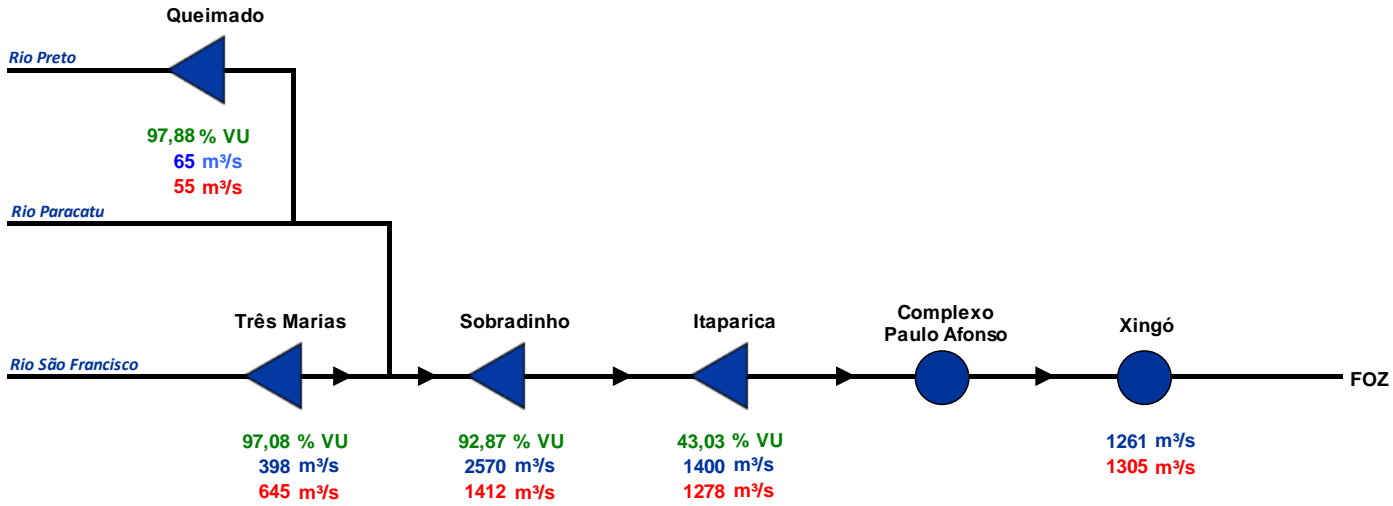 Queimado
Rio Preto
97,88 % VU
65 m³/s
55 m³/s
Rio Paracatu
Três Marias
Sobradinho
Itaparica
Complexo
Paulo Afonso
Xingó
Rio São Francisco
FOZ
97,08 % VU
398 m³/s
645 m³/s
92,87 % VU
2570 m³/s
1412 m³/s
43,03 % VU
1400 m³/s
1278 m³/s
1261 m³/s
1305 m³/s